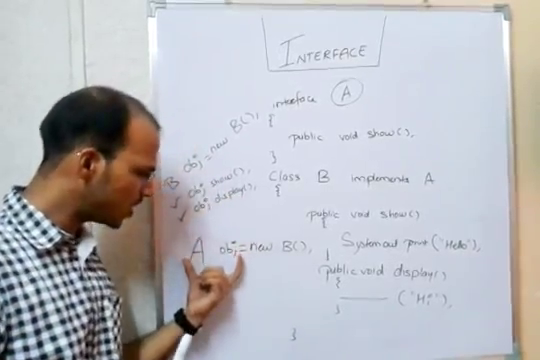 INTERFACE
interface A
{
public void show();
}
Class B implements A
{
public void show()
{
System.out.print("Hello");
}
public void display()
{
("Hi");
}
}
B obj = new B();
✓ obj.show();
✓ obj.display();
A obj = new B();